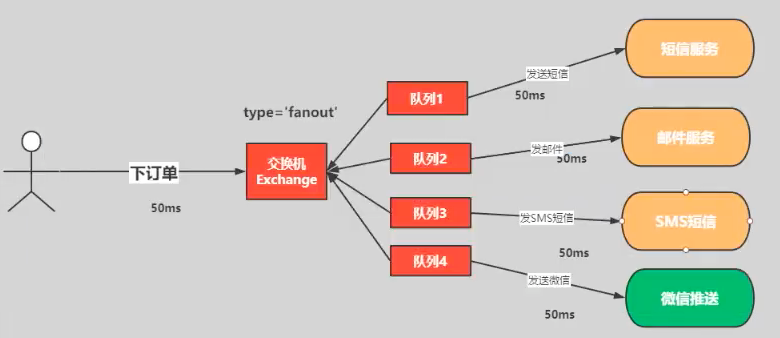 短信服务
发送短信
队列1
50ms
type='fanout'
邮件服务
队列2
发邮件
50ms
交换机
Exchange
下订单
50ms
队列3
发SMS短信
SMS短信
50ms
队列4
发送微信
微信推送
50ms